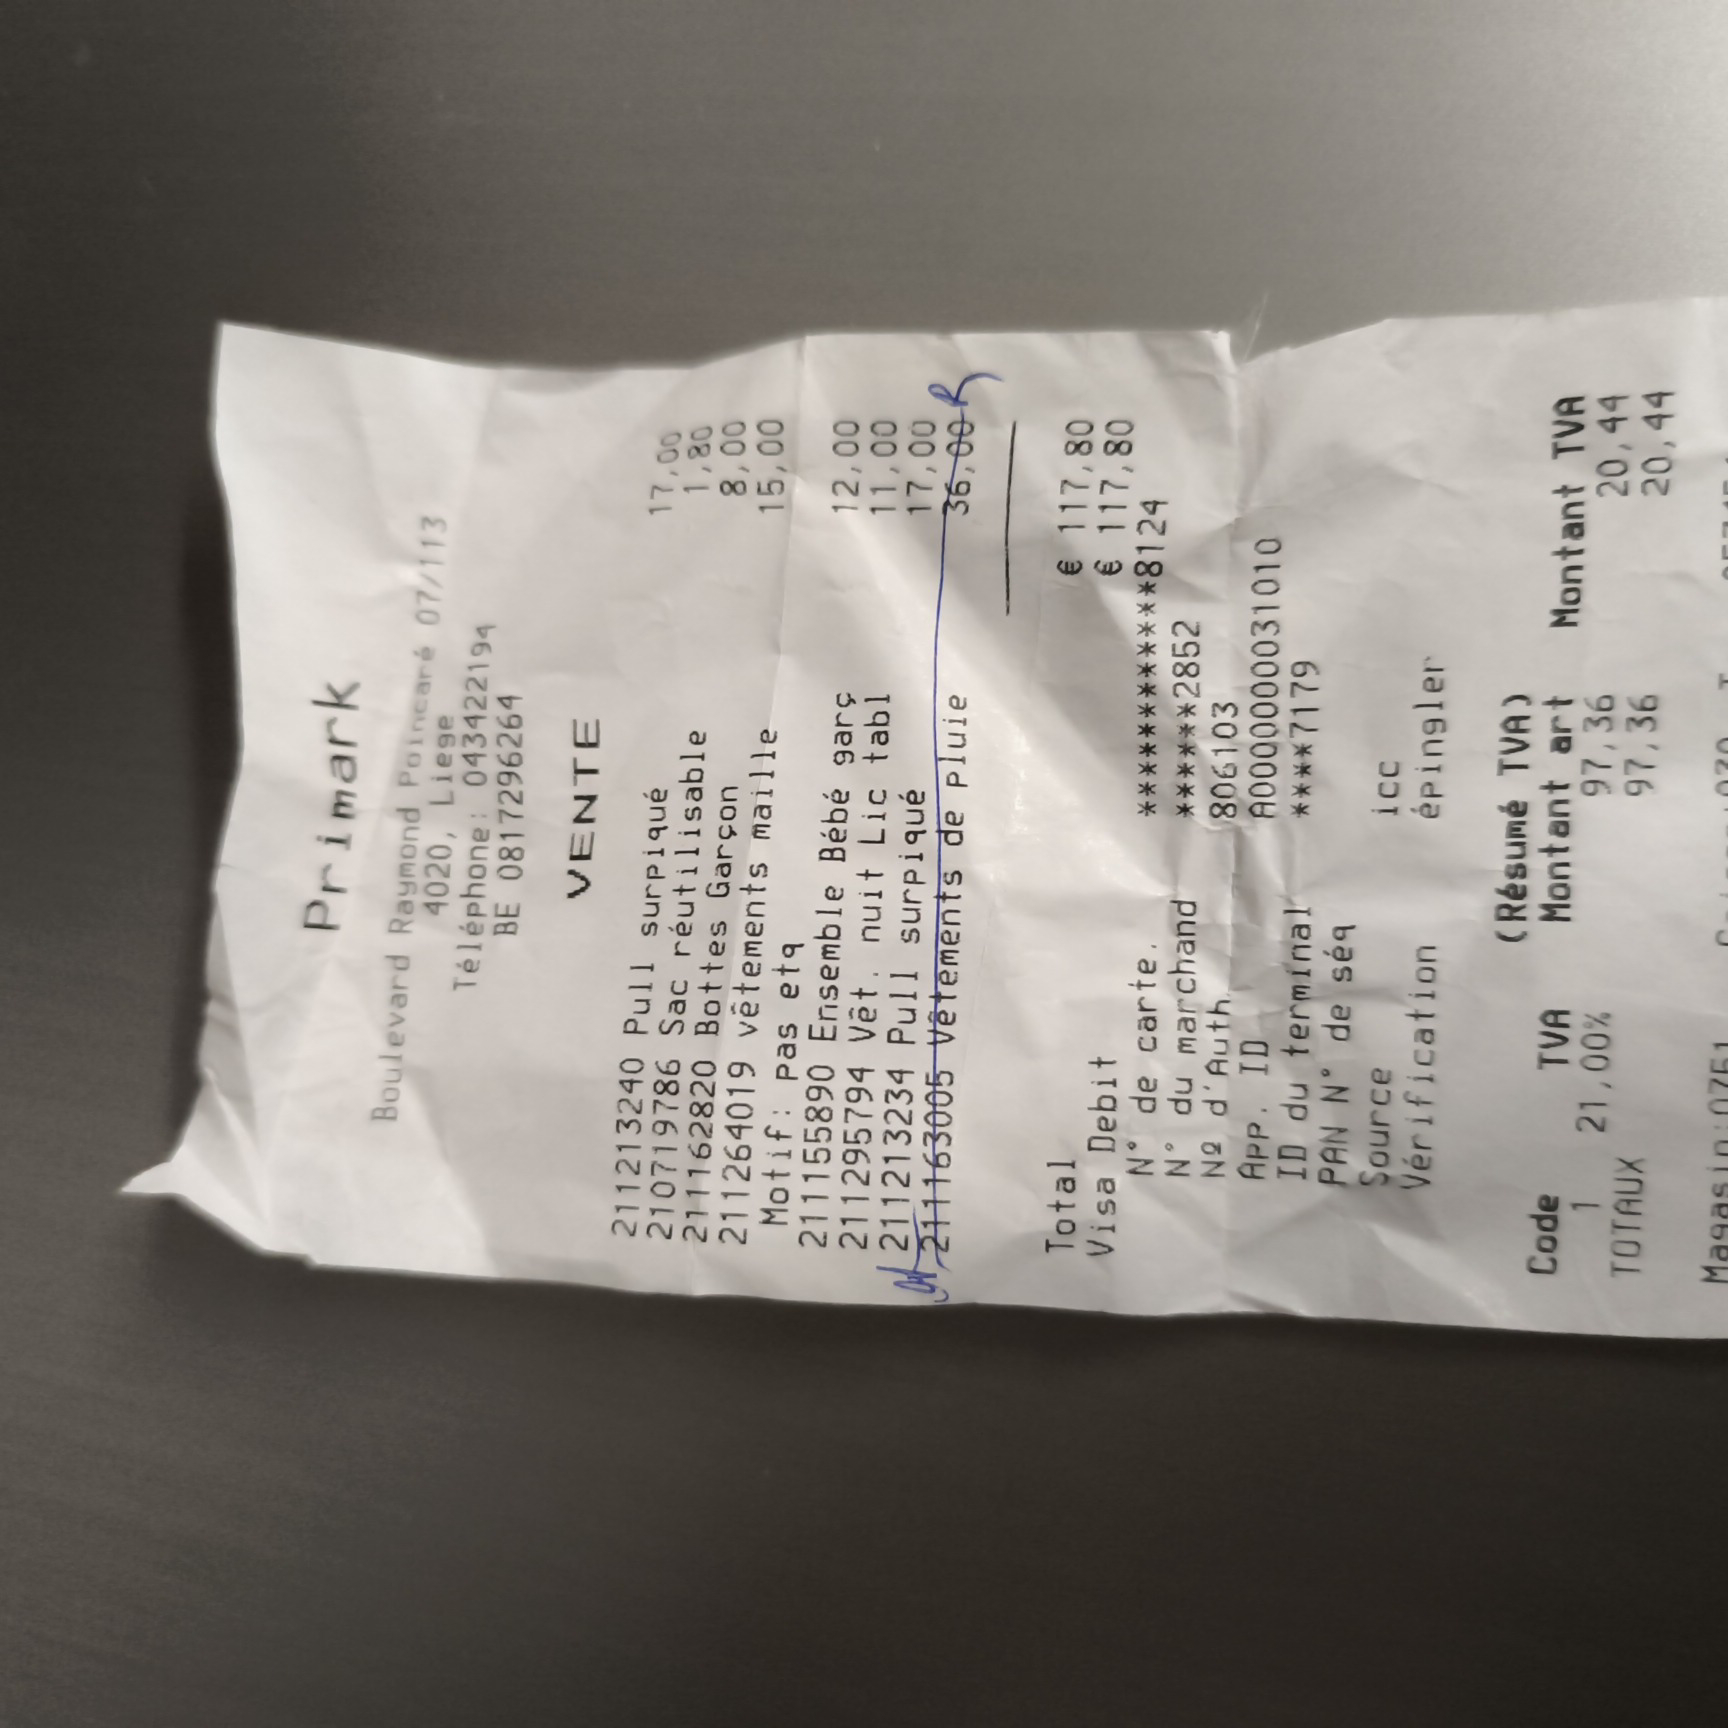 Primark
Boulevard Raymond Poincaré 07/113
4020, Liege
Téléphone: 043422194
BE 0817296264
VENTE
211213240 Pull surpiqué 17,00
210719786 Sac réutilisable 1,80
211162820 Bottes Garçon 8,00
211264019 vêtements maille 15,00
Motif: pas etq
211155890 Ensemble Bébé garç 12,00
211295794 Vêt. nuit Lic tabl 11,00
211213234 Pull surpiqué 17,00
211163005 Vêtements de pluie 36,00 R
Total € 117,80
Visa Debit € 117,80
N° de carte. ************8124
N° du marchand ******2852
Nº d'Auth. 806103
App. ID A0000000031010
ID du terminal ****7179
PAN N° de séq
Source icc
Vérification épingler
(Résumé TVA)
Code TVA Montant art Montant TVA
1 21,00% 97,36 20,44
TOTAUX 97,36 20,44
Magasin:0751